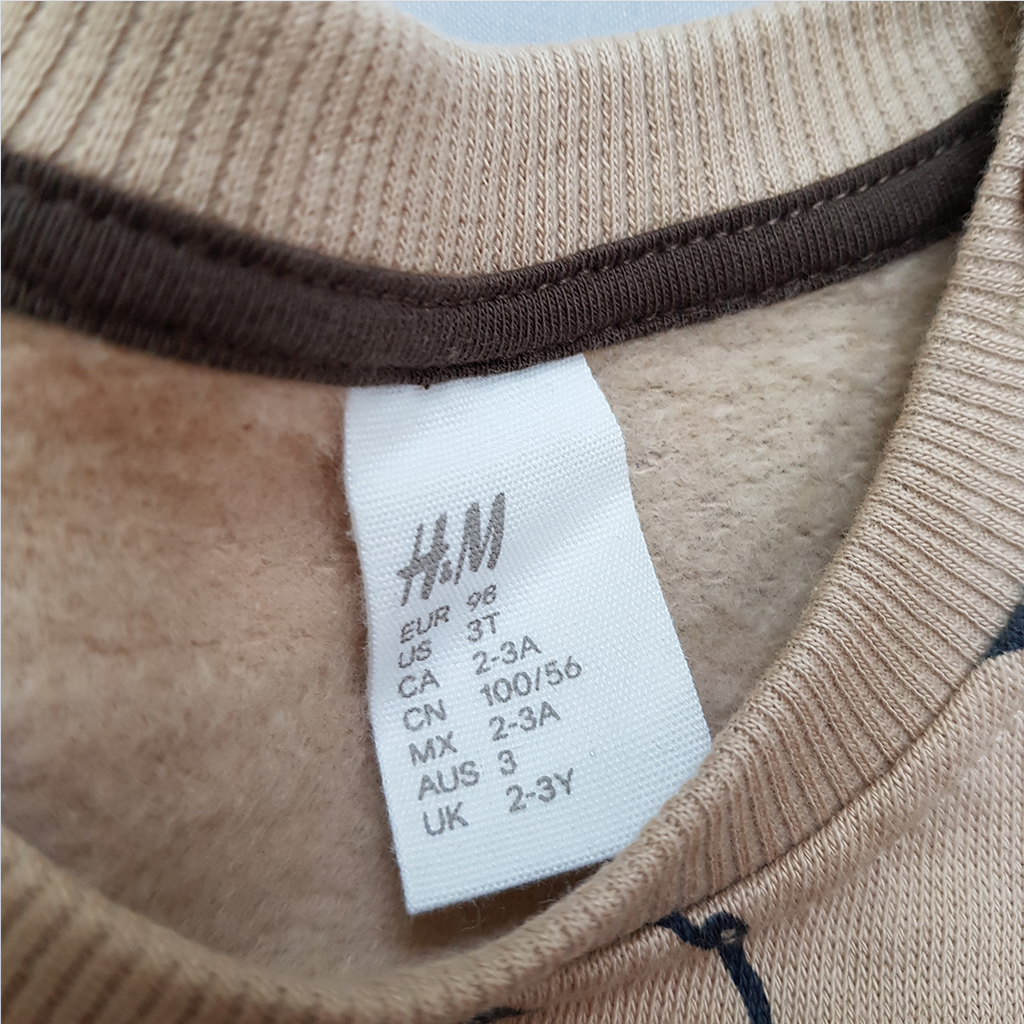 H&M
EUR 98
US 3T
CA 2-3A
CN 100/56
MX 2-3A
AUS 3
UK 2-3Y